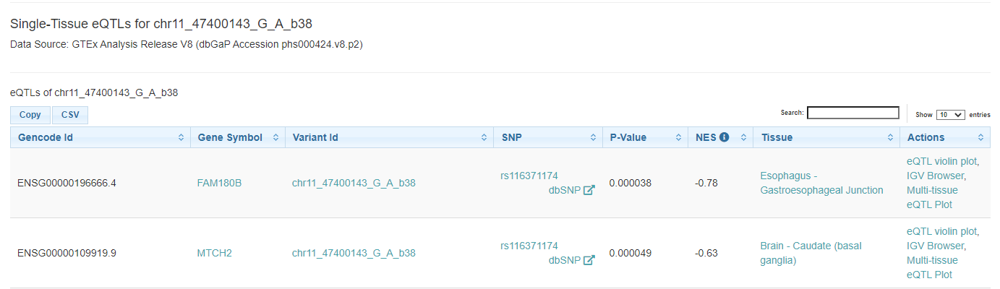 Single-Tissue eQTLs for chr11_47400143_G_A_b38
Data Source: GTEx Analysis Release V8 (dbGaP Accession phs000424.v8.p2)
eQTLs of chr11_47400143_G_A_b38
Copy CSV Search: Show 10 entries
Gencode Id Gene Symbol Variant Id SNP P-Value NES Tissue Actions
ENSG00000196666.4 FAM180B chr11_47400143_G_A_b38 rs116371174 dbSNP 0.000038 -0.78 Esophagus - Gastroesophageal Junction eQTL violin plot, IGV Browser, Multi-tissue eQTL Plot
ENSG00000109919.9 MTCH2 chr11_47400143_G_A_b38 rs116371174 dbSNP 0.000049 -0.63 Brain - Caudate (basal ganglia) eQTL violin plot, IGV Browser, Multi-tissue eQTL Plot